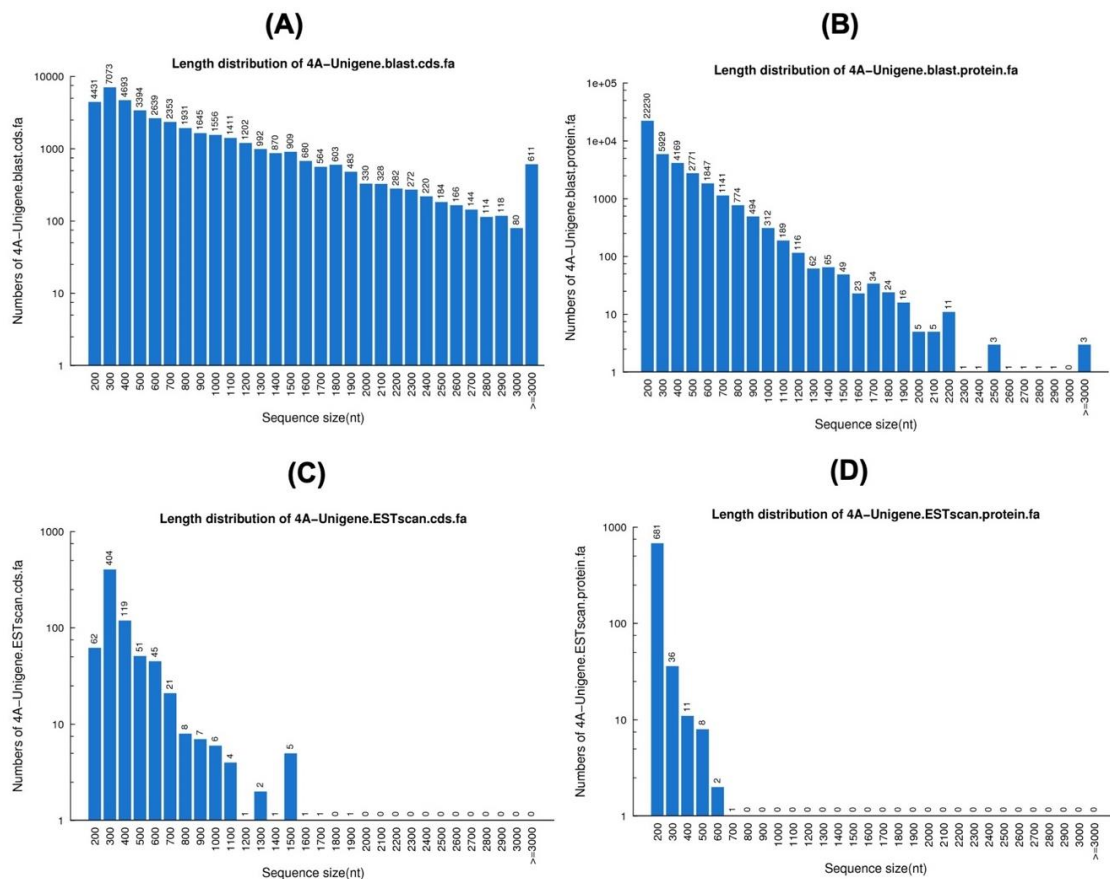 (A)
Length distribution of 4A-Unigene.blast.cds.fa
Numbers of 4A-Unigene.blast.cds.fa
10000
1000
100
10
1
4431 7073 4693 3394 2639 2353 1931 1645 1556 1411 1202 992 870 909 680 564 603 483 330 328 282 272 220 184 166 144 114 118 80 611
200 300 400 500 600 700 800 900 1000 1100 1200 1300 1400 1500 1600 1700 1800 1900 2000 2100 2200 2300 2400 2500 2600 2700 2800 2900 3000 >=3000
Sequence size(nt)
(B)
Length distribution of 4A-Unigene.blast.protein.fa
Numbers of 4A-Unigene.blast.protein.fa
1e+05
1e+04
1000
100
10
1
22230 5929 4169 2771 1847 1141 774 494 312 189 116 62 65 49 23 34 24 16 5 5 11 1 1 3 1 1 1 1 0 3
200 300 400 500 600 700 800 900 1000 1100 1200 1300 1400 1500 1600 1700 1800 1900 2000 2100 2200 2300 2400 2500 2600 2700 2800 2900 3000 >=3000
Sequence size(nt)
(C)
Length distribution of 4A-Unigene.ESTscan.cds.fa
Numbers of 4A-Unigene.ESTscan.cds.fa
1000
100
10
1
62 404 119 51 45 21 8 7 6 4 1 2 1 5 1 1 0 1 0 0 0 0 0 0 0 0 0 0 0 0
200 300 400 500 600 700 800 900 1000 1100 1200 1300 1400 1500 1600 1700 1800 1900 2000 2100 2200 2300 2400 2500 2600 2700 2800 2900 3000 >=3000
Sequence size(nt)
(D)
Length distribution of 4A-Unigene.ESTscan.protein.fa
Numbers of 4A-Unigene.ESTscan.protein.fa
1000
100
10
1
681 36 11 8 2 1 0 0 0 0 0 0 0 0 0 0 0 0 0 0 0 0 0 0 0 0 0 0 0 0
200 300 400 500 600 700 800 900 1000 1100 1200 1300 1400 1500 1600 1700 1800 1900 2000 2100 2200 2300 2400 2500 2600 2700 2800 2900 3000 >=3000
Sequence size(nt)